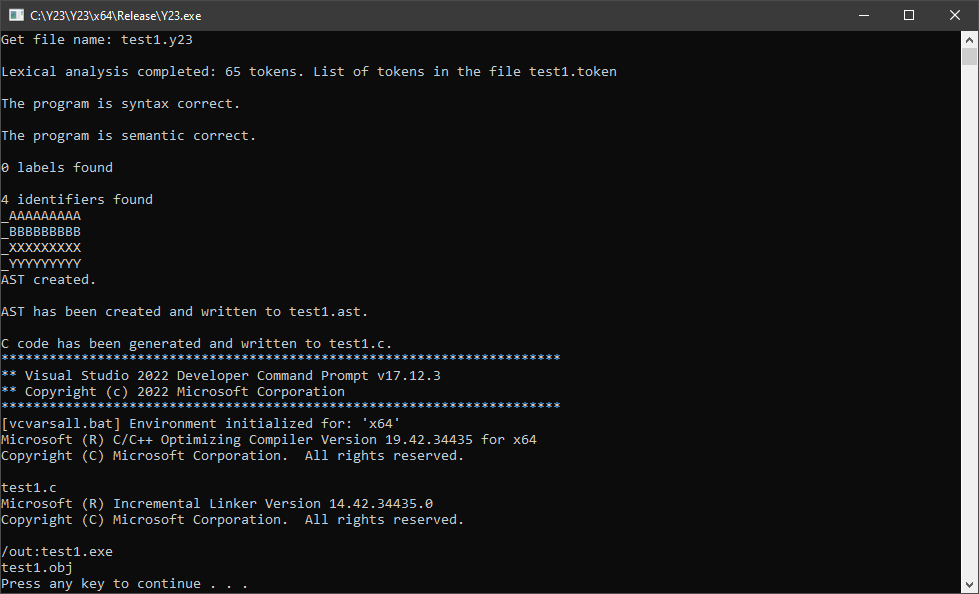 C:\Y23\Y23\x64\Release\Y23.exe
Get file name: test1.y23
Lexical analysis completed: 65 tokens. List of tokens in the file test1.token
The program is syntax correct.
The program is semantic correct.
0 labels found
4 identifiers found
_AAAAAAAAA
_BBBBBBBBB
_XXXXXXXXX
_YYYYYYYYY
AST created.
AST has been created and written to test1.ast.
C code has been generated and written to test1.c.
**********************************************************************
** Visual Studio 2022 Developer Command Prompt v17.12.3
** Copyright (c) 2022 Microsoft Corporation
**********************************************************************
[vcvarsall.bat] Environment initialized for: 'x64'
Microsoft (R) C/C++ Optimizing Compiler Version 19.42.34435 for x64
Copyright (C) Microsoft Corporation.  All rights reserved.
test1.c
Microsoft (R) Incremental Linker Version 14.42.34435.0
Copyright (C) Microsoft Corporation.  All rights reserved.
/out:test1.exe
test1.obj
Press any key to continue . . .